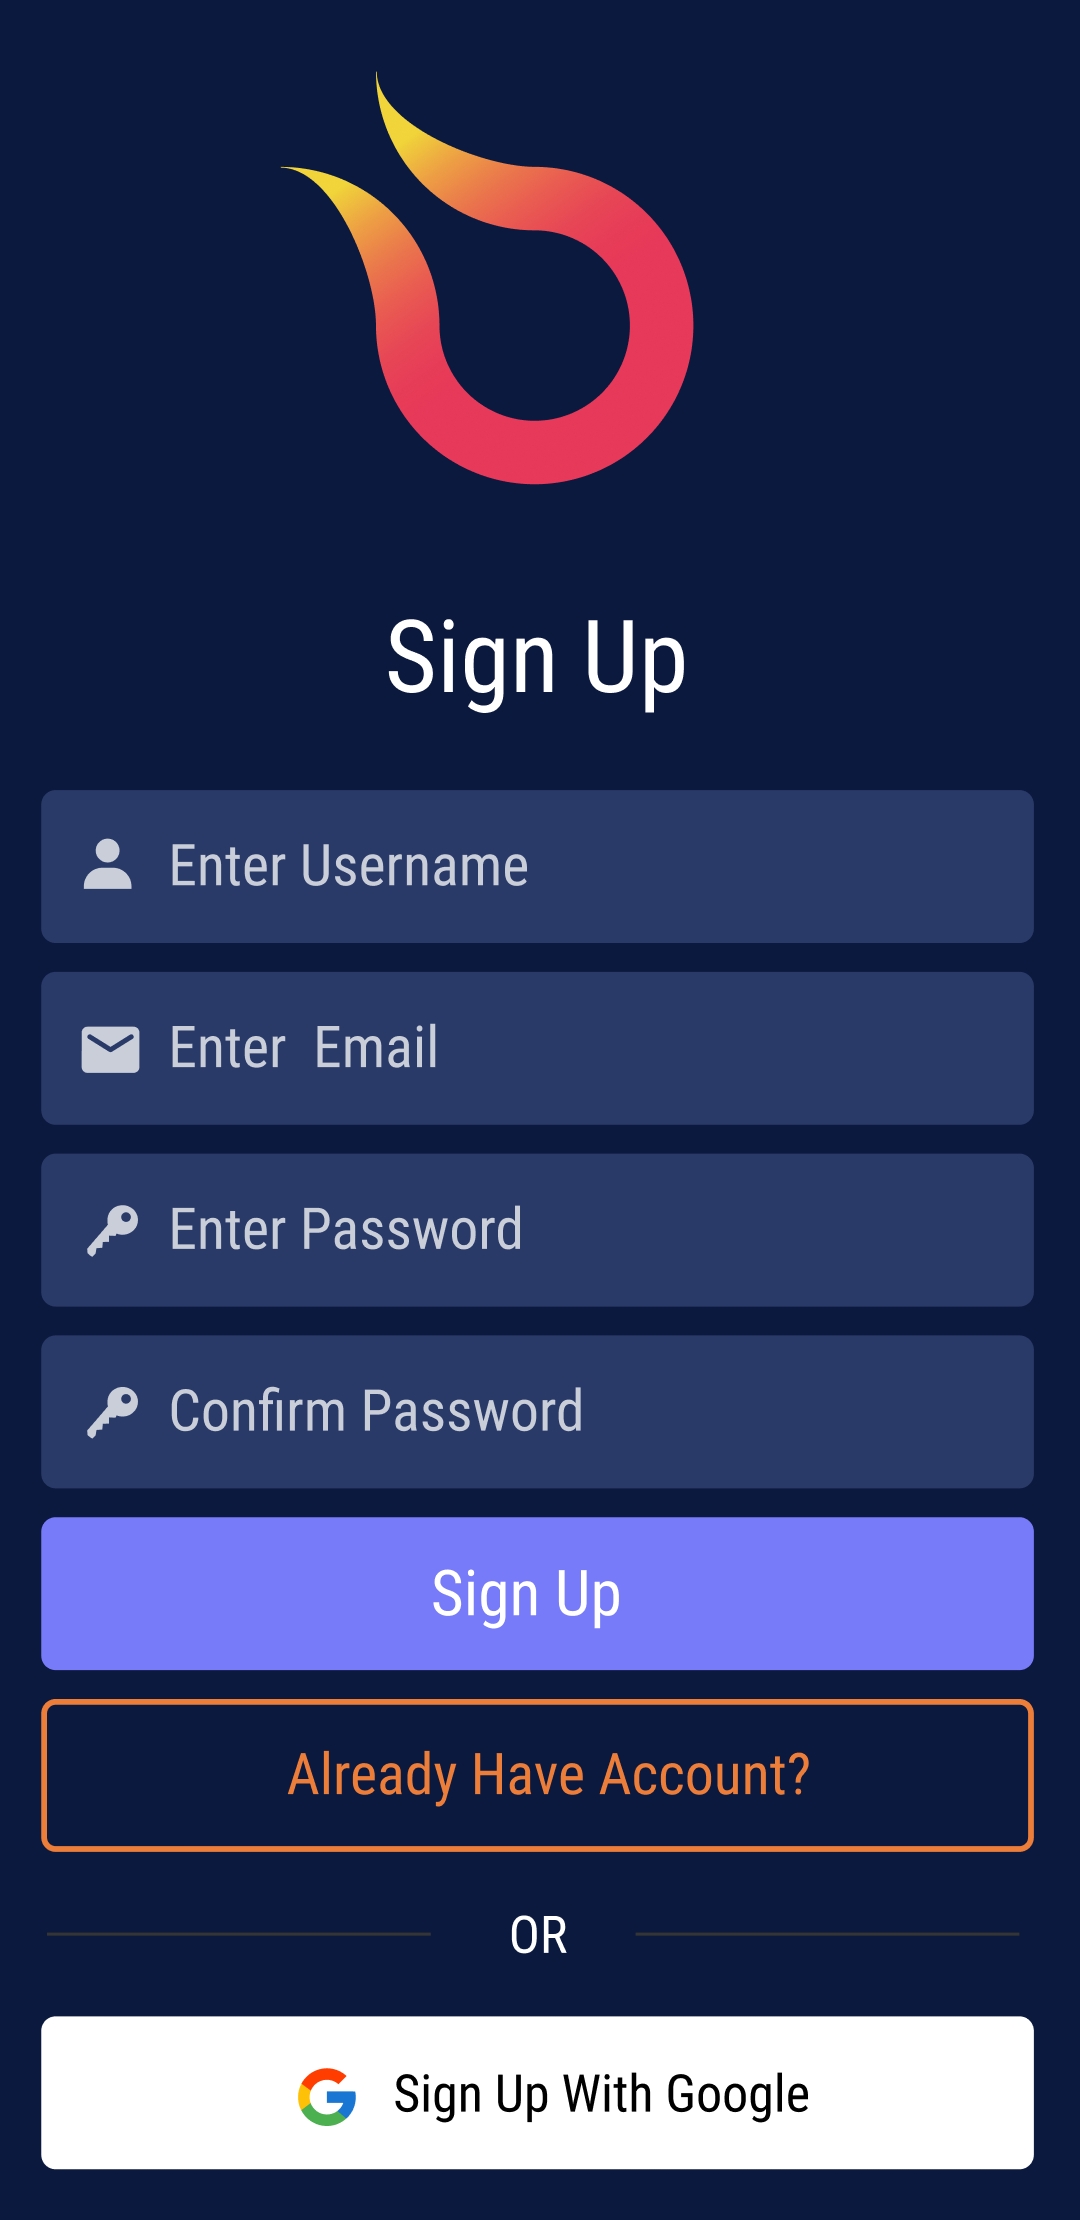 Sign Up
Enter Username
Enter  Email
Enter Password
Confirm Password
Sign Up
Already Have Account?
OR
Sign Up With Google